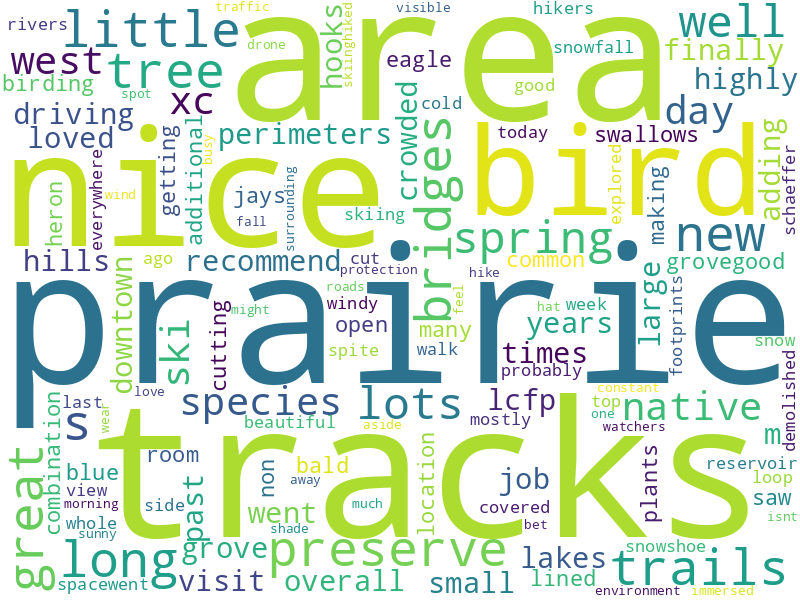 traffic
visible
hikers
rivers
little
area
hooks
drone
skiinghiked
snowfall
well
finally
west
tree
eagle
birding
spot
xc
good
highly
driving
loved
perimeters
crowded
cold
day
today
swallows
adding
schaeffer
nice
bird
everywhere
getting
additional
busy
heron
wind
jays
surrounding
fall
skiing
bridges
spring
explored
making
new
hills
ago
recommend
cut
protection
hike
common
grovegood
prairie
downtown
ski
cutting
roads
might
windy
feel
hat
week
large
footprints
open
many
years
spite
walk
times
snow
demolished
probably
love
constant
last
species
lots
lcfp
top
native
one
s
wear
beautiful
aside
mostly
watchers
m
tracks
great
combination
room
non
bald
location
plants
reservoir
blue
view
whole
morning
side
past
away
much
job
saw
loop
covered
isnt
sunny
went
shade
bet
long
grove
preserve
lakes
lined
snowshoe
trails
spacewent
visit
overall
small
environment
immersed